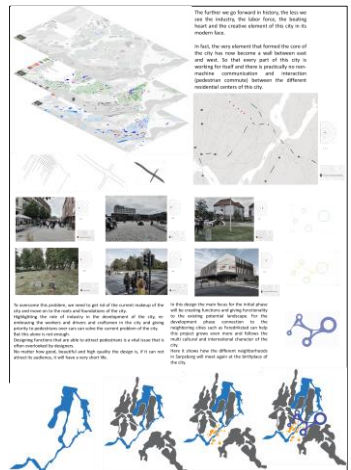 The further we go forward in history, the less we
see the industry, the labor force, the beating
heart and the creative element of this city in its
modern face.
In fact, the very element that formed the core of
the city has now become a wall between east
and west. So that every part of this city is
working for itself and there is practically no non-
machine communication and interaction
(pedestrian commute) between the different
residential centers of this city.
To overcome this problem, we need to get rid of the current makeup of the
city and move on to the roots and foundations of the city.
Highlighting the role of industry in the development of the city, re-
embracing the workers and drivers and craftsmen in the city and giving
priority to pedestrians over cars can solve the current problem of the city.
But this alone is not enough.
Designing functions that are able to attract pedestrians is a vital issue that is
often overlooked by designers.
No matter how good, beautiful and high quality the design is, if it can not
attract its audience, it will have a very short life.
In this design the main focus for the initial phase
will be creating functions and giving functionality
to the existing potential landscape. For the
development phase connection to the
neighboring cities such as Feredrikstad can help
this project grows even more and follows the
multi cultural and international character of the
city.
Here it shows how the different neighborhoods
in Sarpsborg will meet again at the birthplace of
the city.